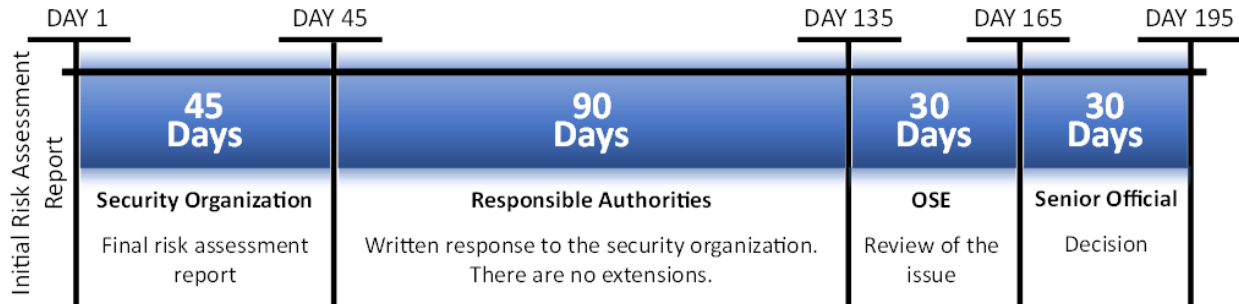 DAY 1
DAY 45
DAY 135
DAY 165
DAY 195
Initial Risk Assessment
Report
45
Days
90
Days
30
Days
30
Days
Security Organization
Final risk assessment
report
Responsible Authorities
Written response to the security organization.
There are no extensions.
OSE
Review of the
issue
Senior Official
Decision